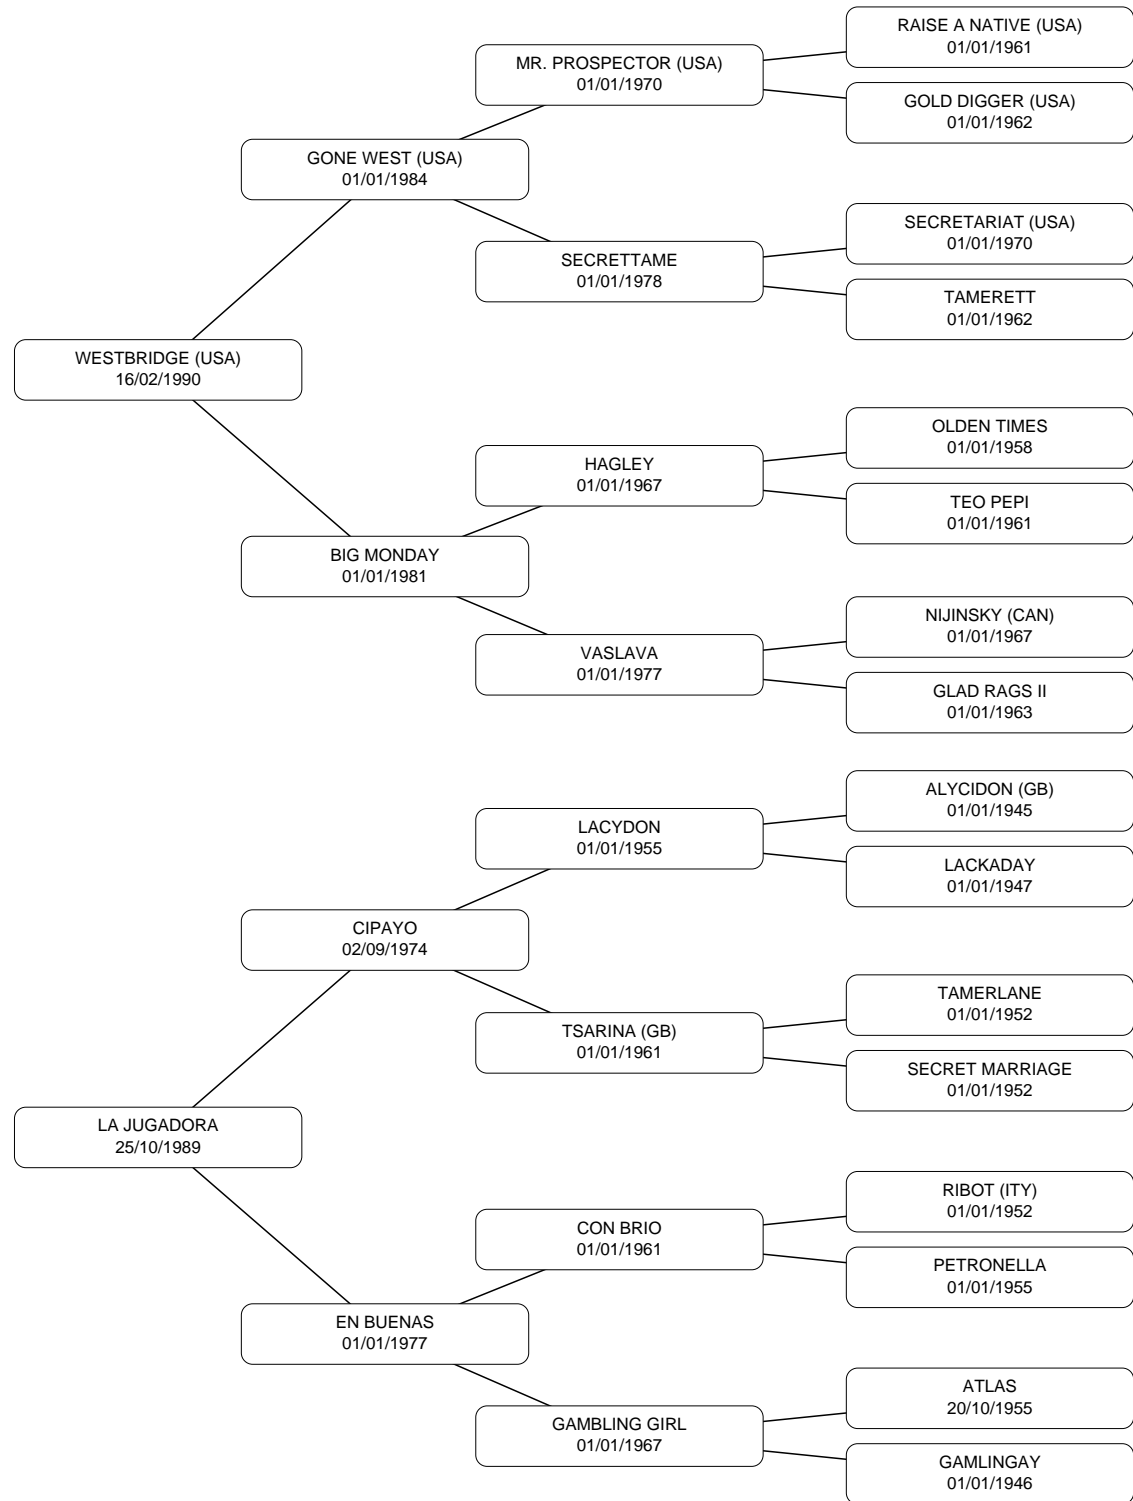 RAISE A NATIVE (USA)
01/01/1961
MR. PROSPECTOR (USA)
01/01/1970
GOLD DIGGER (USA)
01/01/1962
GONE WEST (USA)
01/01/1984
SECRETARIAT (USA)
01/01/1970
SECRETTAME
01/01/1978
TAMERETT
01/01/1962
WESTBRIDGE (USA)
16/02/1990
OLDEN TIMES
01/01/1958
HAGLEY
01/01/1967
TEO PEPI
01/01/1961
BIG MONDAY
01/01/1981
NIJINSKY (CAN)
01/01/1967
VASLAVA
01/01/1977
GLAD RAGS II
01/01/1963
ALYCIDON (GB)
01/01/1945
LACYDON
01/01/1955
LACKADAY
01/01/1947
CIPAYO
02/09/1974
TAMERLANE
01/01/1952
TSARINA (GB)
01/01/1961
SECRET MARRIAGE
01/01/1952
LA JUGADORA
25/10/1989
RIBOT (ITY)
01/01/1952
CON BRIO
01/01/1961
PETRONELLA
01/01/1955
EN BUENAS
01/01/1977
ATLAS
20/10/1955
GAMBLING GIRL
01/01/1967
GAMLINGAY
01/01/1946